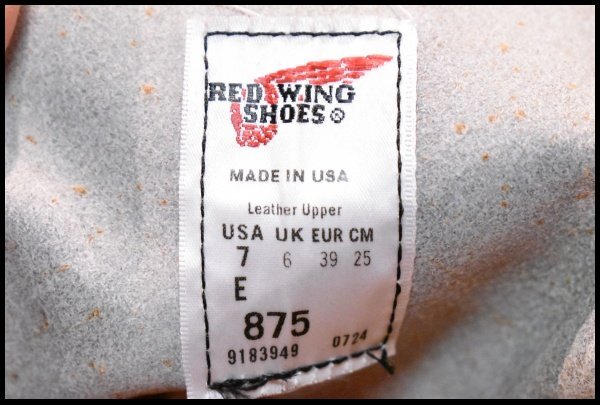 RED WING
SHOES®
MADE IN USA
Leather Upper
USA UK EUR CM
7 6 39 25
E
875
9183949 0724